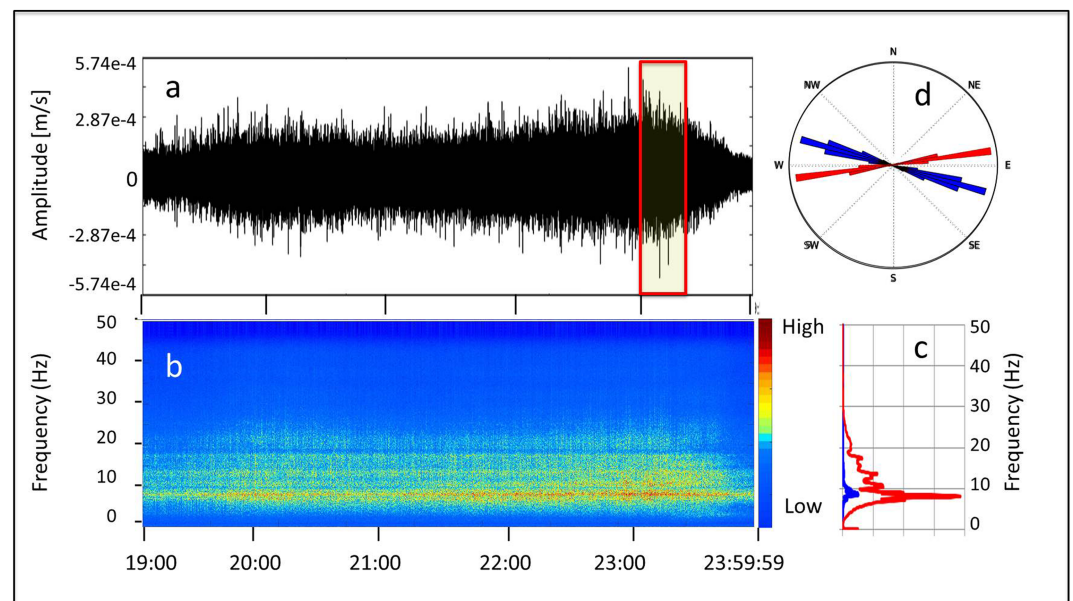 5.74e-4
2.87e-4
0
-2.87e-4
-5.74e-4
Amplitude [m/s]
a
N
NW
NE
W
E
SW
SE
S
d
50
40
30
20
10
0
Frequency (Hz)
b
High
Low
c
50
40
30
20
10
0
Frequency (Hz)
19:00
20:00
21:00
22:00
23:00
23:59:59